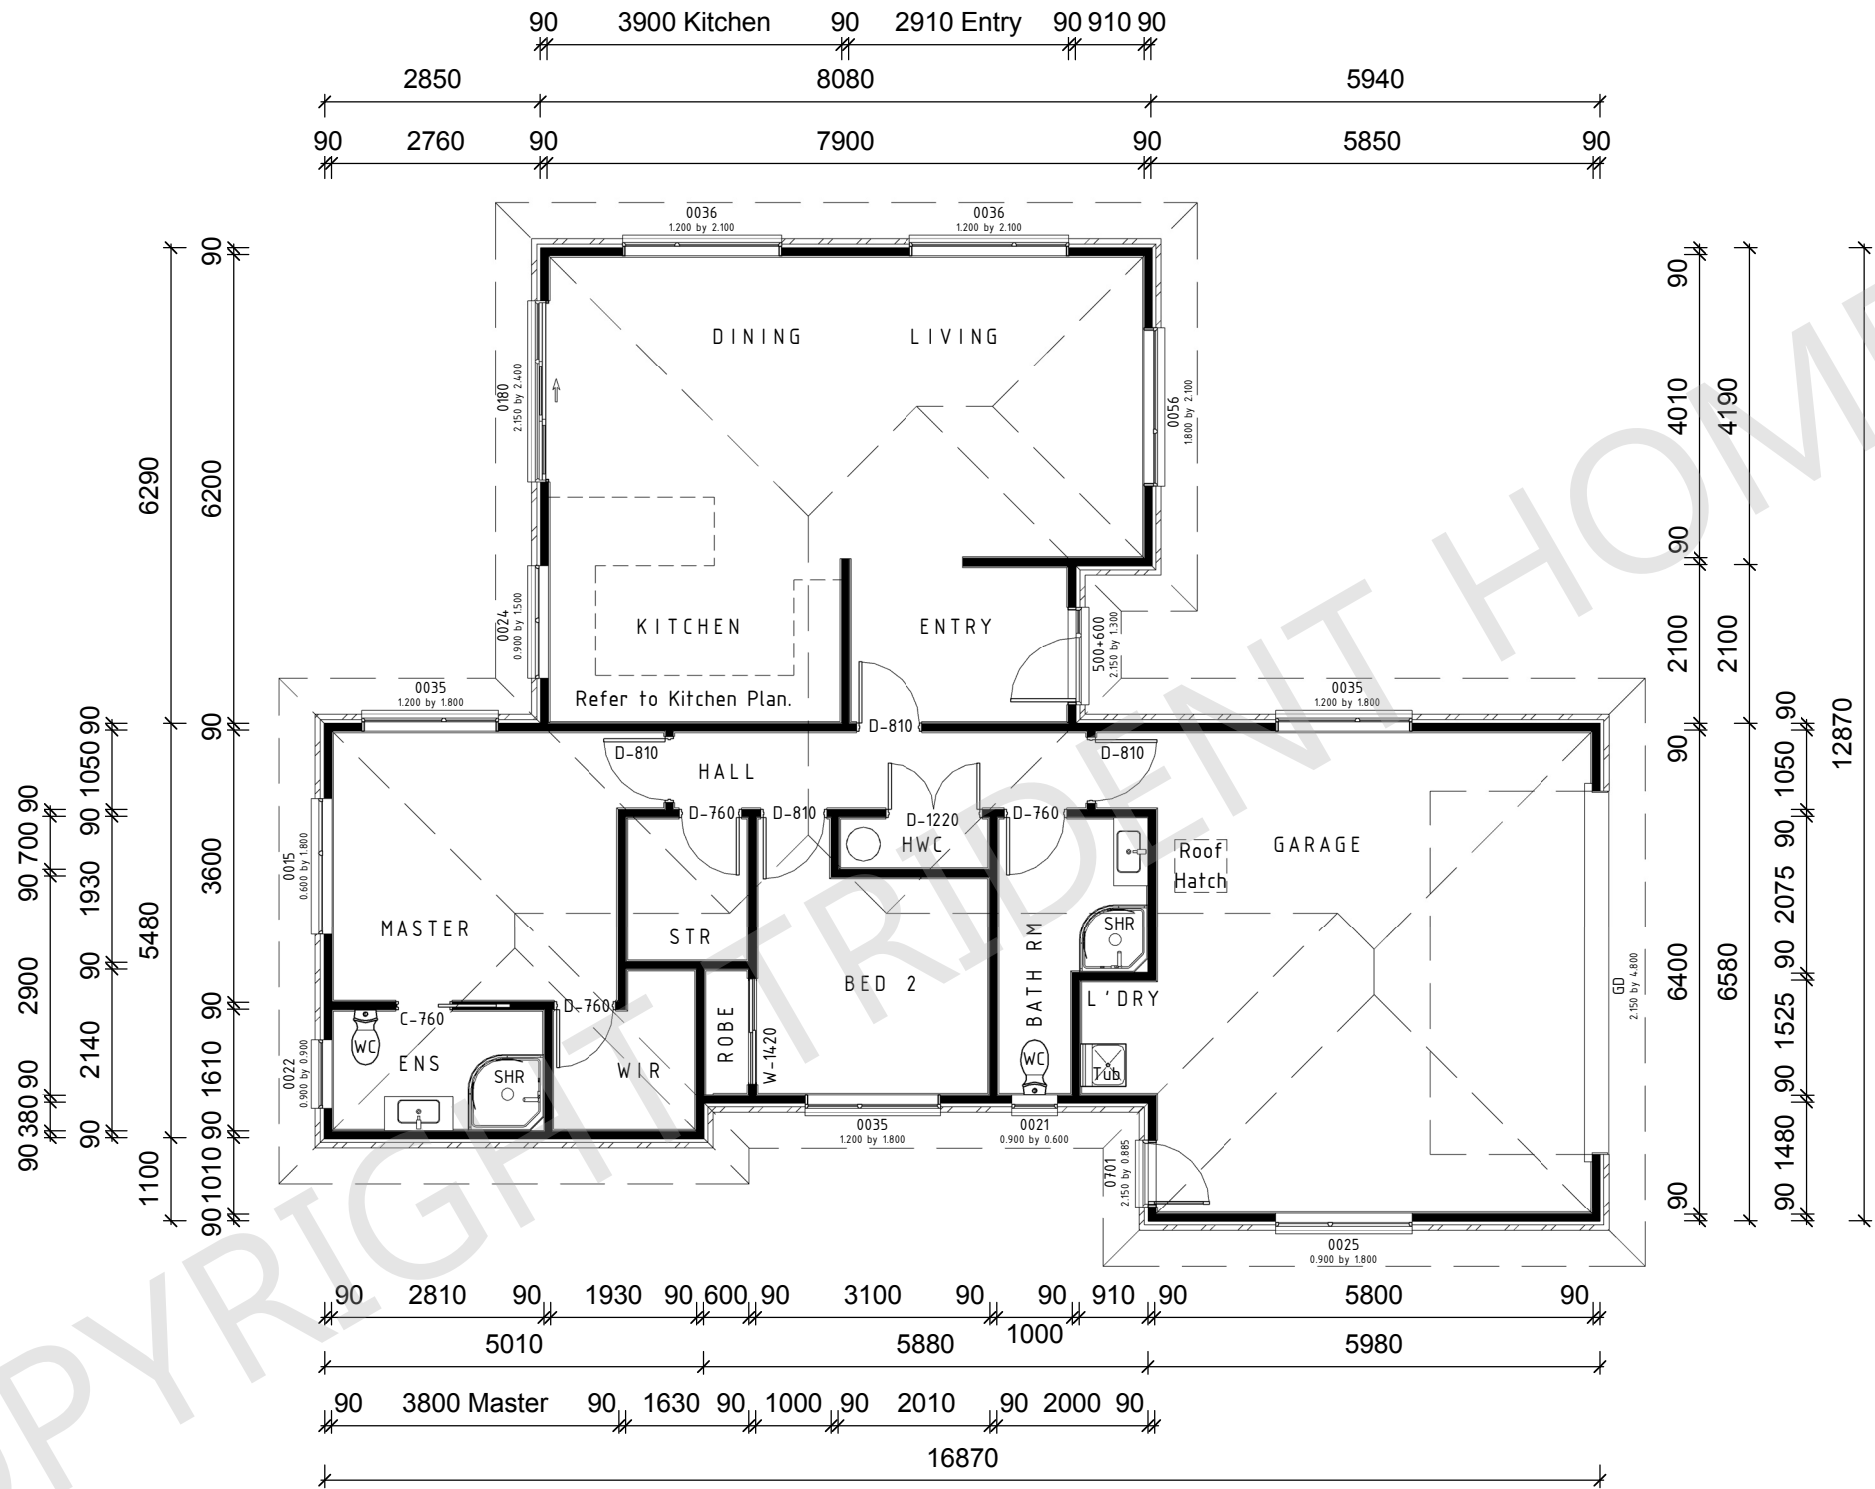 90 3900 Kitchen 90 2910 Entry 90 910 90
2850 8080 5940
90 2760 90 7900 90 5850 90
0036
1.200 by 2.100
0036
1.200 by 2.100
DINING
LIVING
0180
2.150 by 2.400
0056
1.800 by 2.100
0024
0.900 by 1.500
KITCHEN
Refer to Kitchen Plan.
ENTRY
500+600
2.150 by 1.300
0035
1.200 by 1.800
0035
1.200 by 1.800
D-810
D-810
HALL
D-810
D-760
D-810
D-1220
D-760
HWC
0015
0.600 by 1.800
MASTER
STR
BED 2
BATH RM
SHR
Roof
Hatch
GARAGE
GD
2.150 by 4.800
L'DRY
Tub
C-760
D-760
WC
ENS
SHR
WIR
ROBE
W-1420
WC
0022
0.900 by 0.900
0035
1.200 by 1.800
0021
0.900 by 0.600
0701
2.150 by 0.885
0025
0.900 by 1.800
90 700 90 2900 90 380 90
90 1050 90 1930 90 2140 90
6290 5480 1100
90 6200 90 3600 90 1610 90 1010 90
90 4010 90 2100 90 6400 90
4190 2100 6580
90 1050 90 2075 90 1525 90 1480 90
12870
90 2810 90 1930 90 600 90 3100 90 1000 90 910 90 5800 90
5010 5880 5980
90 3800 Master 90 1630 90 1000 90 2010 90 2000 90
16870
OPYRIGHT TRIDENT HOME